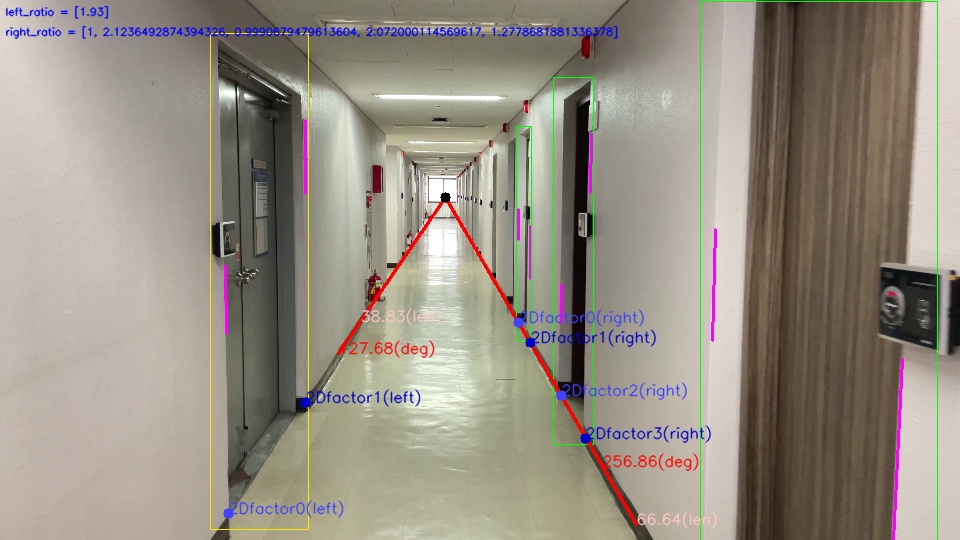 left_ratio = [1.93]
right_ratio = [1, 2.1236492874394326, 0.9990879479613604, 2.072000114569617, 1.2778681881336378]
2Dfactor0(right)
38.83(len)
2Dfactor1(right)
-27.68(deg)
2Dfactor2(right)
2Dfactor1(left)
2Dfactor3(right)
256.86(deg)
2Dfactor0(left)
66.64(len)